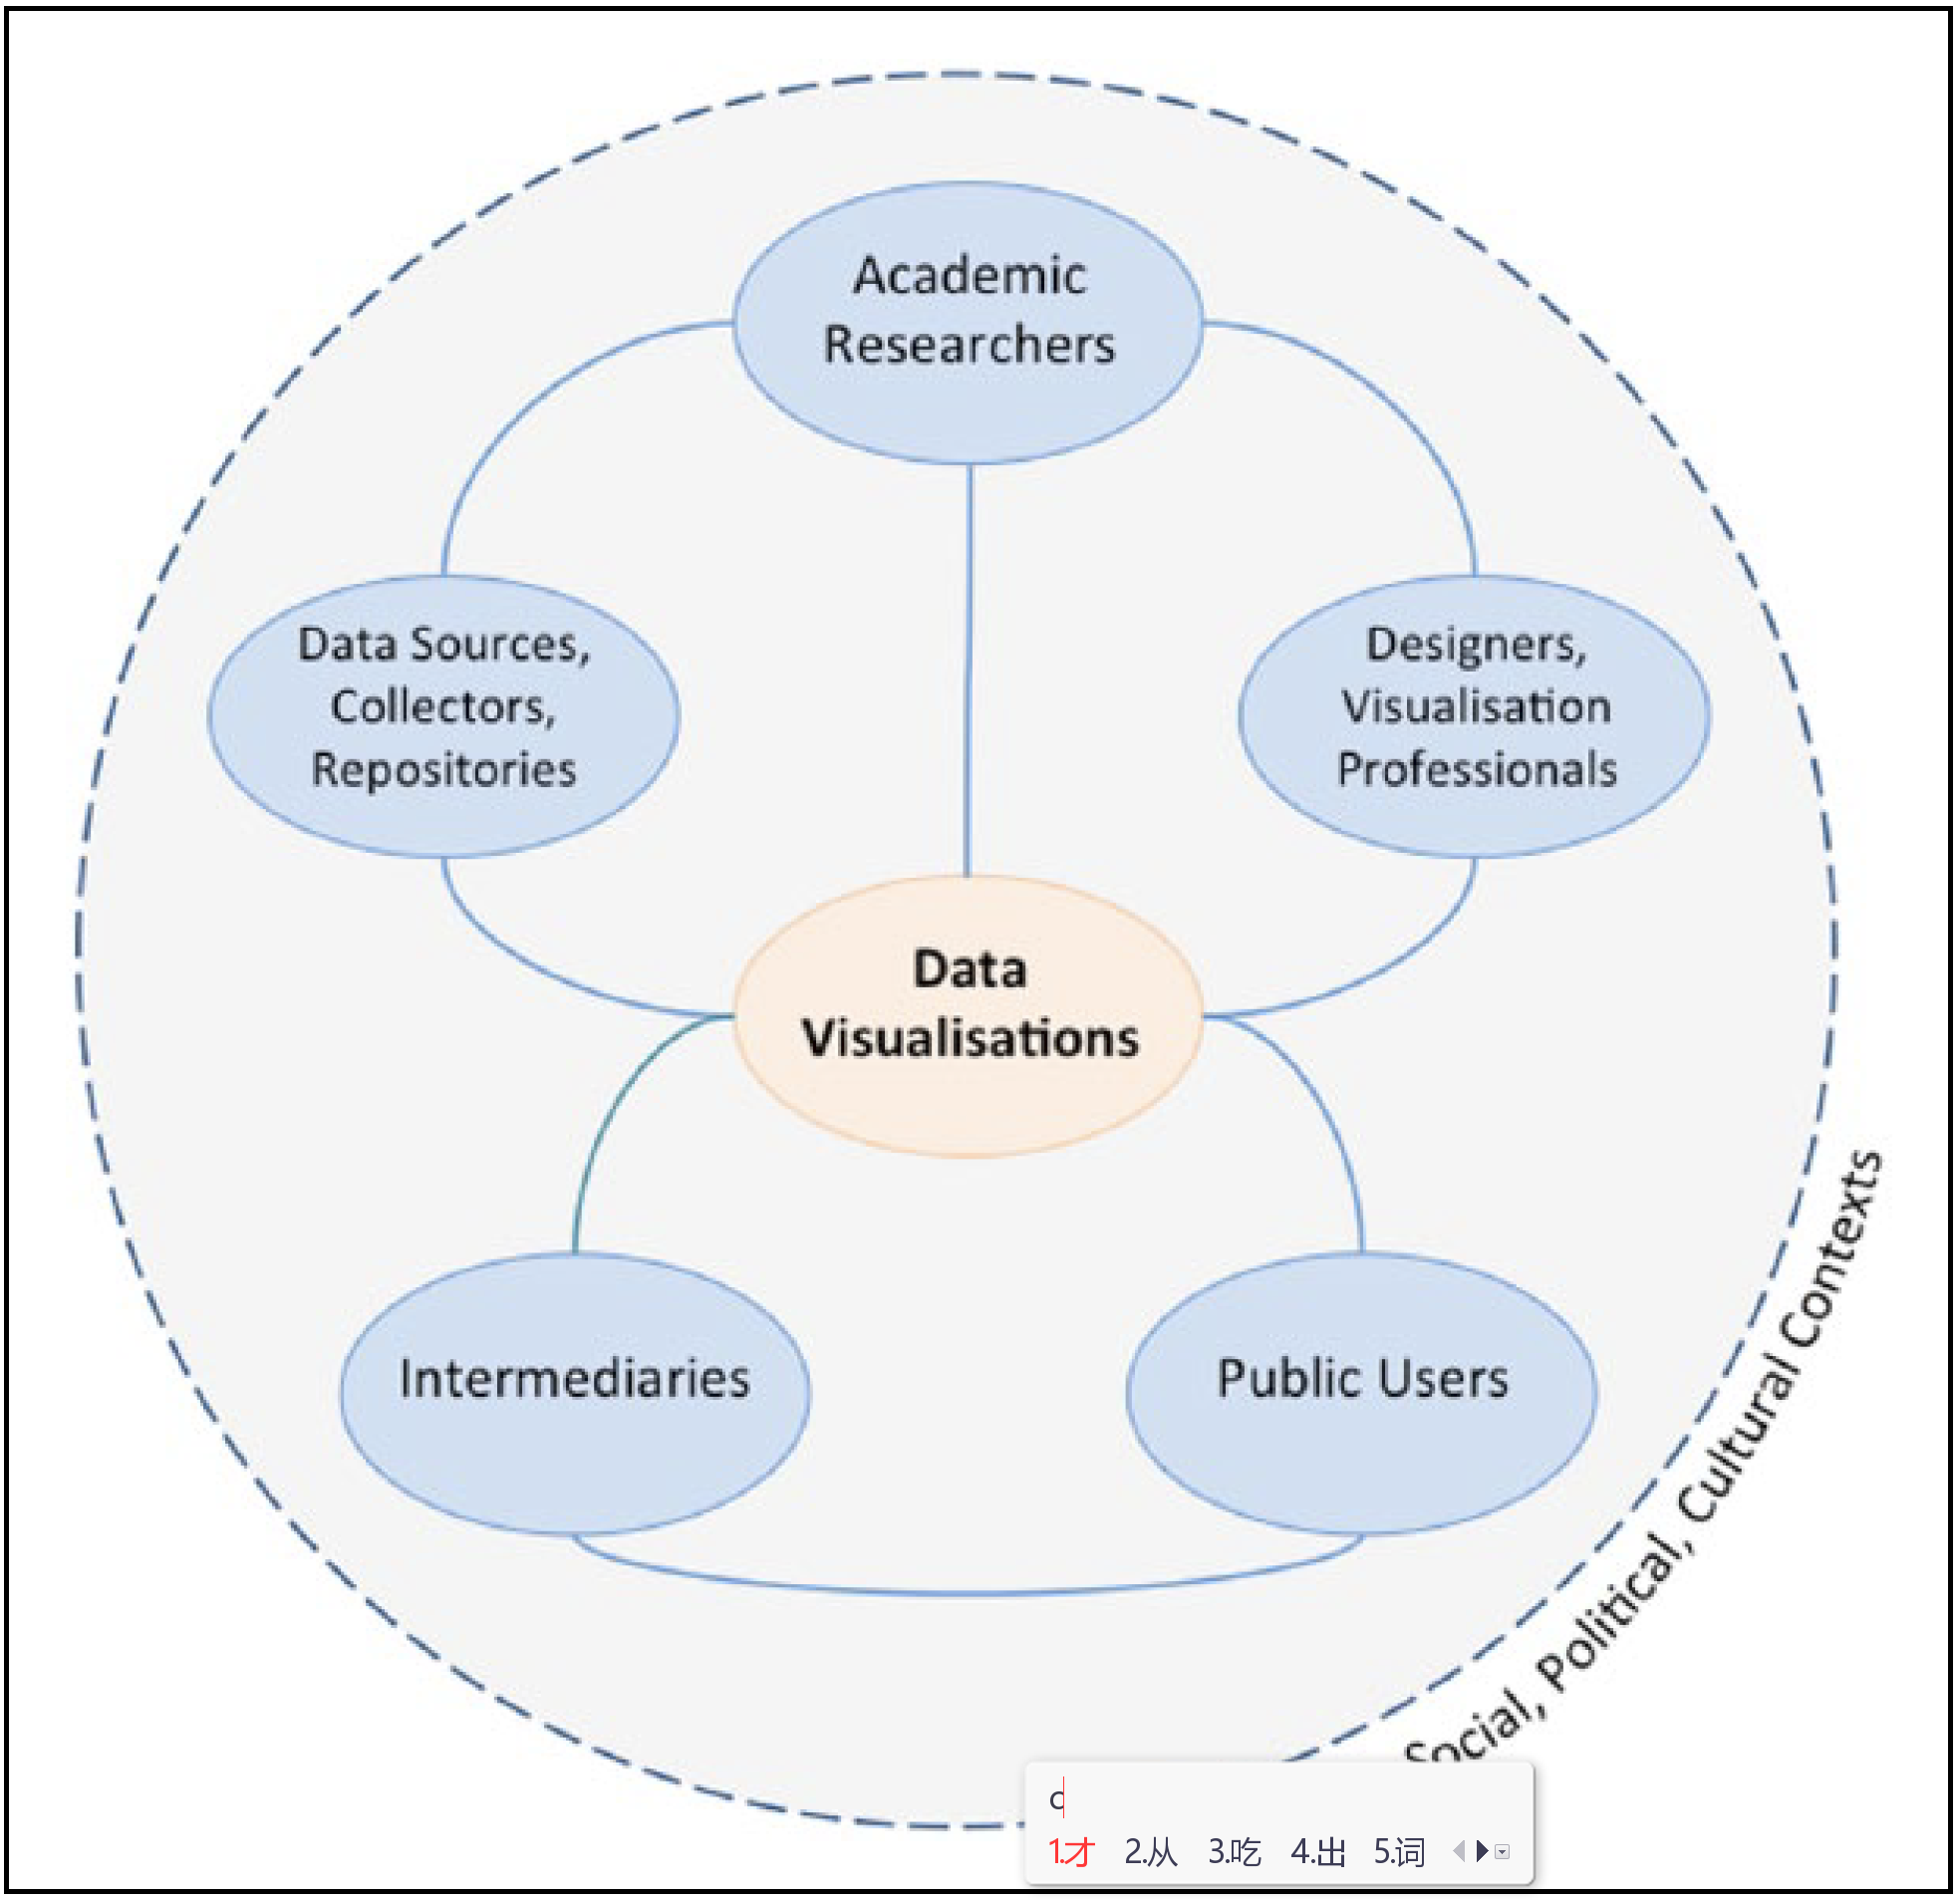 Academic
Researchers
Data Sources,
Collectors,
Repositories
Designers,
Visualisation
Professionals
Data
Visualisations
Intermediaries
Public Users
Social, Political, Cultural Contexts
c
1.才 2.从 3.吃 4.出 5.词